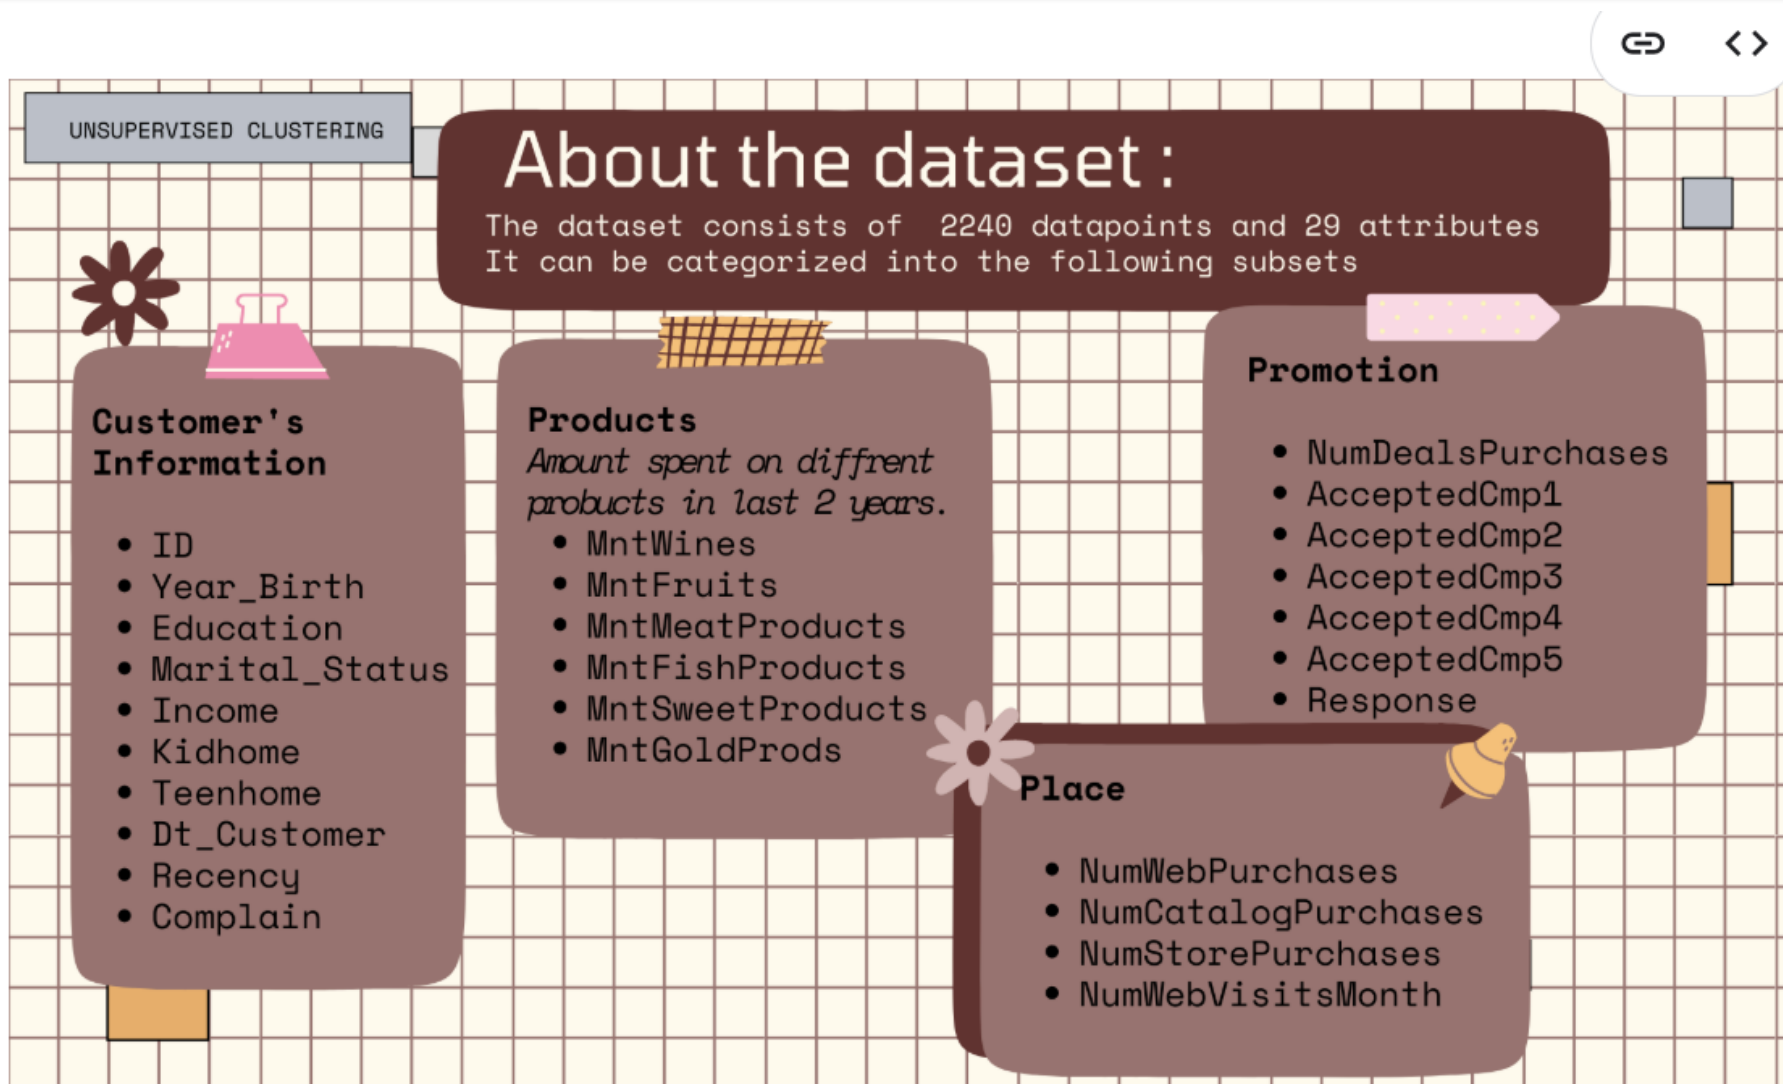 UNSUPERVISED CLUSTERING
About the dataset :
The dataset consists of 2240 datapoints and 29 attributes
It can be categorized into the following subsets
Customer's
Information
• ID
• Year_Birth
• Education
• Marital_Status
• Income
• Kidhome
• Teenhome
• Dt_Customer
• Recency
• Complain
Products
Amount spent on diffrent
probucts in last 2 years.
• MntWines
• MntFruits
• MntMeatProducts
• MntFishProducts
• MntSweetProducts
• MntGoldProds
Promotion
• NumDealsPurchases
• AcceptedCmp1
• AcceptedCmp2
• AcceptedCmp3
• AcceptedCmp4
• AcceptedCmp5
• Response
Place
• NumWebPurchases
• NumCatalogPurchases
• NumStorePurchases
• NumWebVisitsMonth